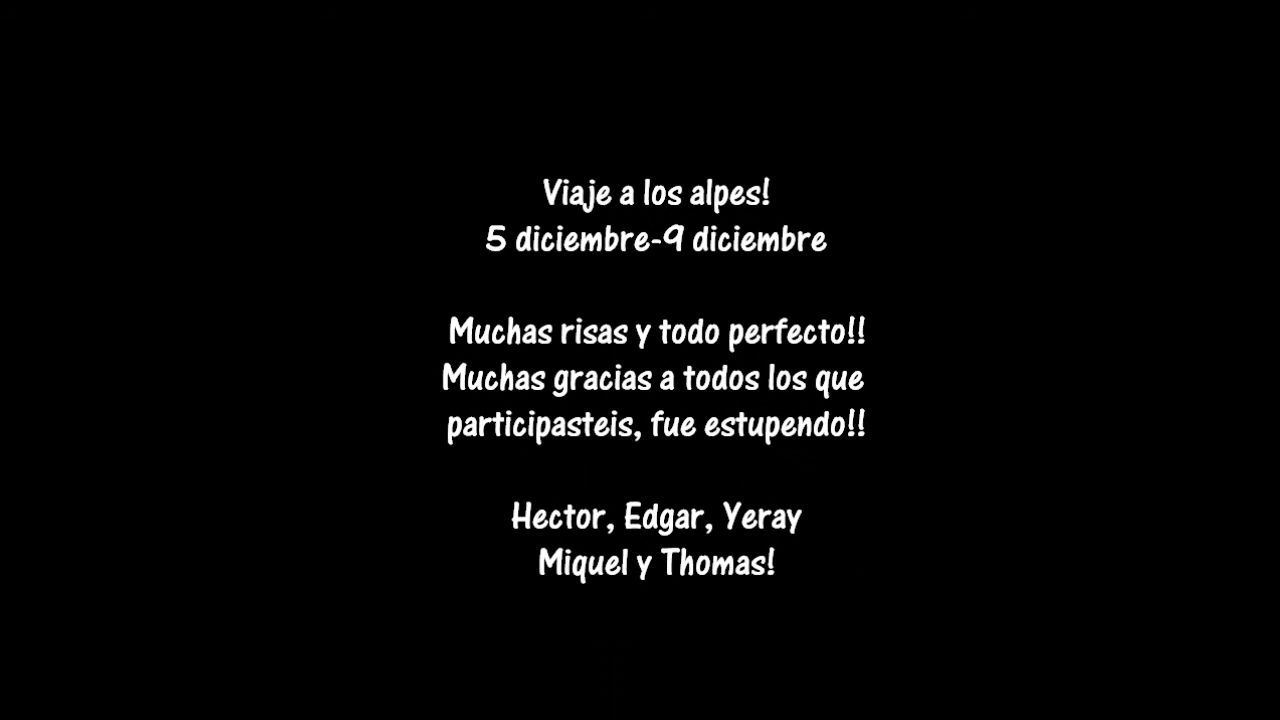 Viaje a los alpes!
5 diciembre-9 diciembre
Muchas risas y todo perfecto!!
Muchas gracias a todos los que
participasteis, fue estupendo!!
Hector, Edgar, Yeray
Miquel y Thomas!